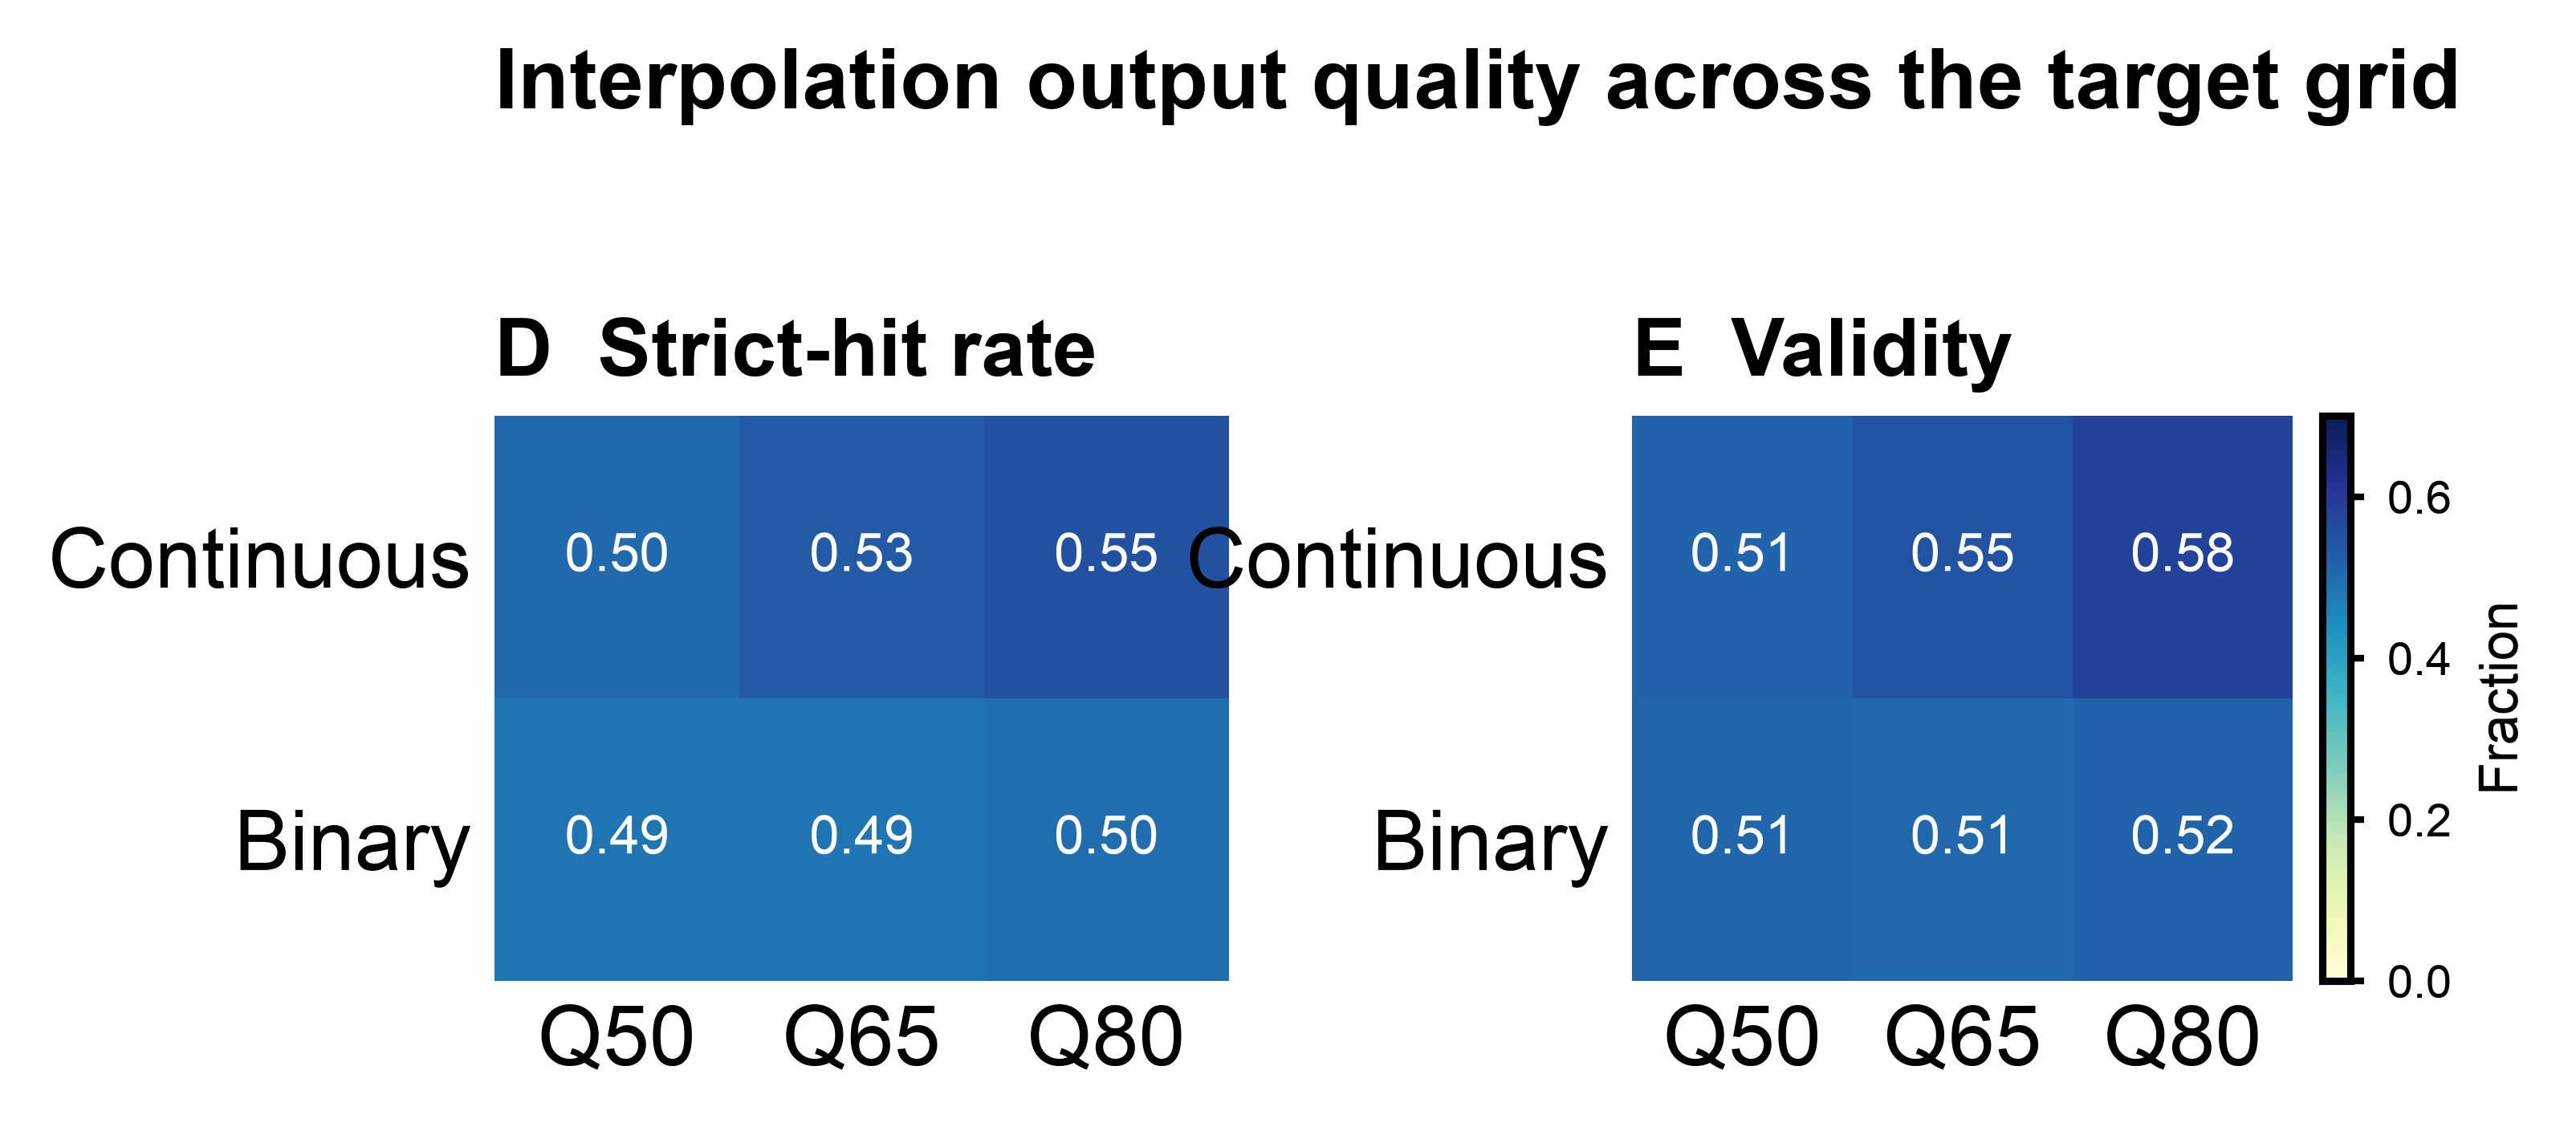 Interpolation output quality across the target grid
D Strict-hit rate
Continuous 0.50 0.53 0.55
Binary 0.49 0.49 0.50
Q50 Q65 Q80
E Validity
Continuous 0.51 0.55 0.58
Binary 0.51 0.51 0.52
Q50 Q65 Q80
0.6
0.4
0.2
0.0
Fraction